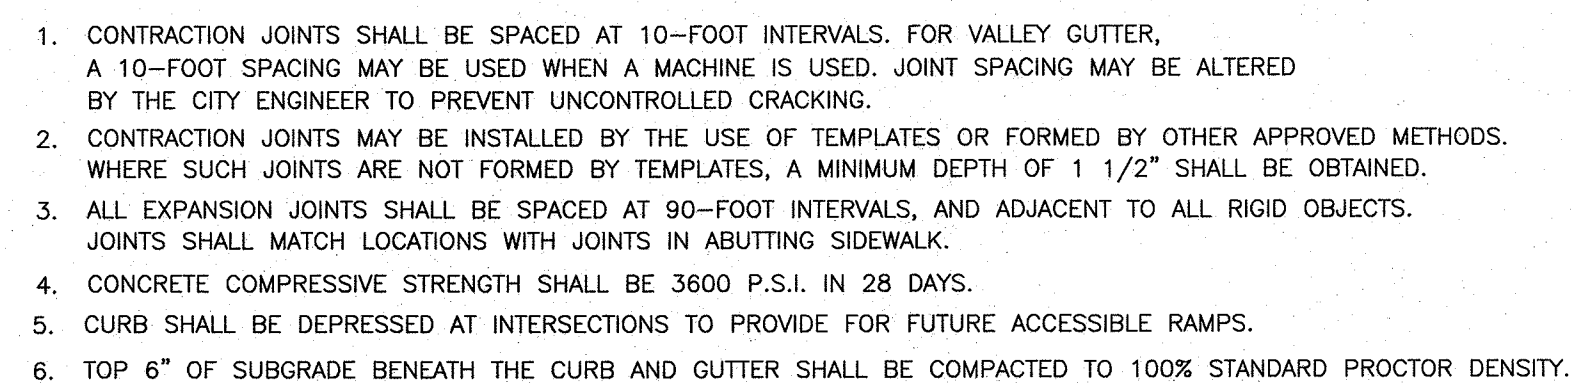 1. CONTRACTION JOINTS SHALL BE SPACED AT 10–FOOT INTERVALS. FOR VALLEY GUTTER,
A 10–FOOT SPACING MAY BE USED WHEN A MACHINE IS USED. JOINT SPACING MAY BE ALTERED
BY THE CITY ENGINEER TO PREVENT UNCONTROLLED CRACKING.
2. CONTRACTION JOINTS MAY BE INSTALLED BY THE USE OF TEMPLATES OR FORMED BY OTHER APPROVED METHODS.
WHERE SUCH JOINTS ARE NOT FORMED BY TEMPLATES, A MINIMUM DEPTH OF 1 1/2" SHALL BE OBTAINED.
3. ALL EXPANSION JOINTS SHALL BE SPACED AT 90–FOOT INTERVALS, AND ADJACENT TO ALL RIGID OBJECTS.
JOINTS SHALL MATCH LOCATIONS WITH JOINTS IN ABUTTING SIDEWALK.
4. CONCRETE COMPRESSIVE STRENGTH SHALL BE 3600 P.S.I. IN 28 DAYS.
5. CURB SHALL BE DEPRESSED AT INTERSECTIONS TO PROVIDE FOR FUTURE ACCESSIBLE RAMPS.
6. TOP 6" OF SUBGRADE BENEATH THE CURB AND GUTTER SHALL BE COMPACTED TO 100% STANDARD PROCTOR DENSITY.